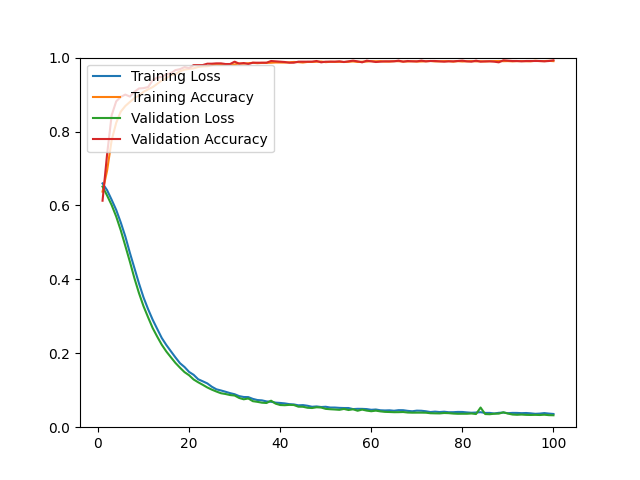 1.0
0.8
0.6
0.4
0.2
0.0
Training Loss
Training Accuracy
Validation Loss
Validation Accuracy
0 20 40 60 80 100